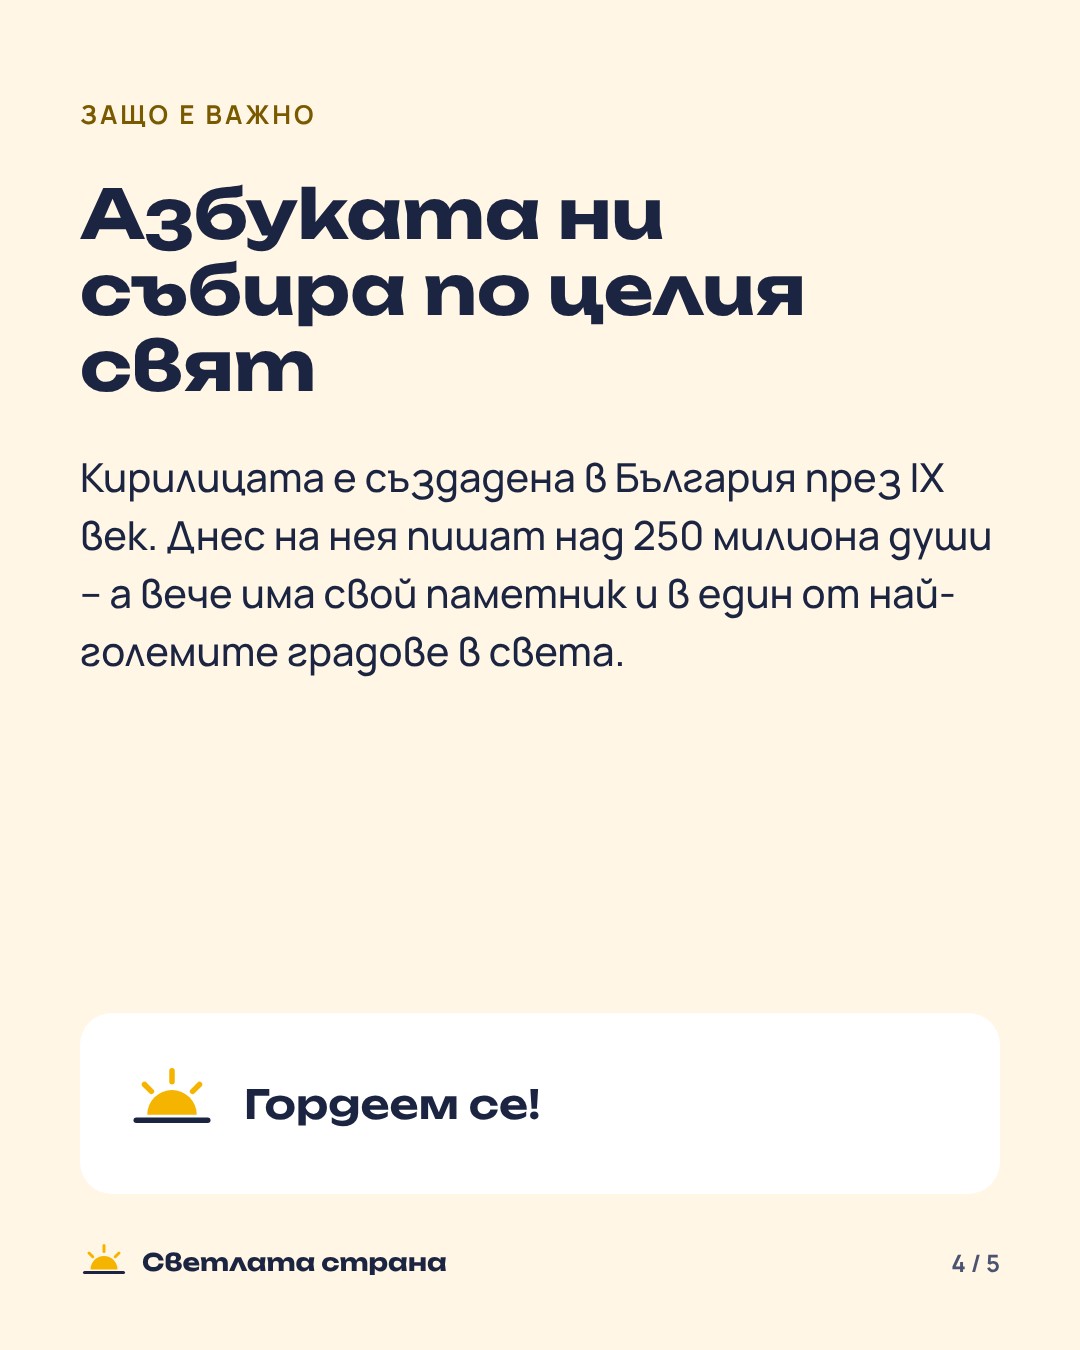 ЗАЩО Е ВАЖНО
Азбуката ни
събира по целия
свят
Кирилицата е създадена в България през IX
век. Днес на нея пишат над 250 милиона души
– а вече има свой паметник и в един от най-
големите градове в света.
Гордеем се!
Светлата страна
4 / 5